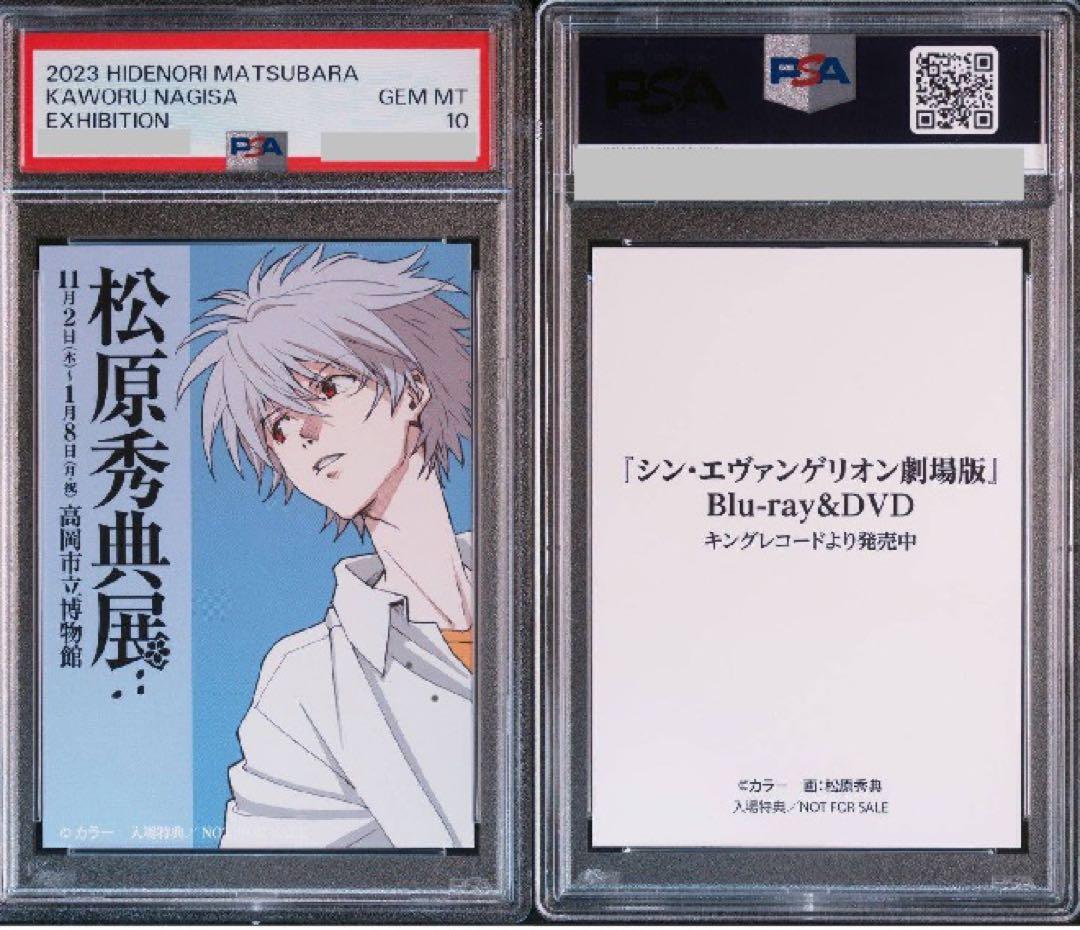 2023 HIDENORI MATSUBARA
KAWORU NAGISA GEM MT
EXHIBITION 10
PSA
松原秀典展
11月2日(木)~1月8日(月・祝) 高岡市立博物館
©カラー 入場特典/NOT FOR SALE
PSA
PSA
『シン・エヴァンゲリオン劇場版』
Blu-ray&DVD
キングレコードより発売中
©カラー 画:松原秀典
入場特典/NOT FOR SALE